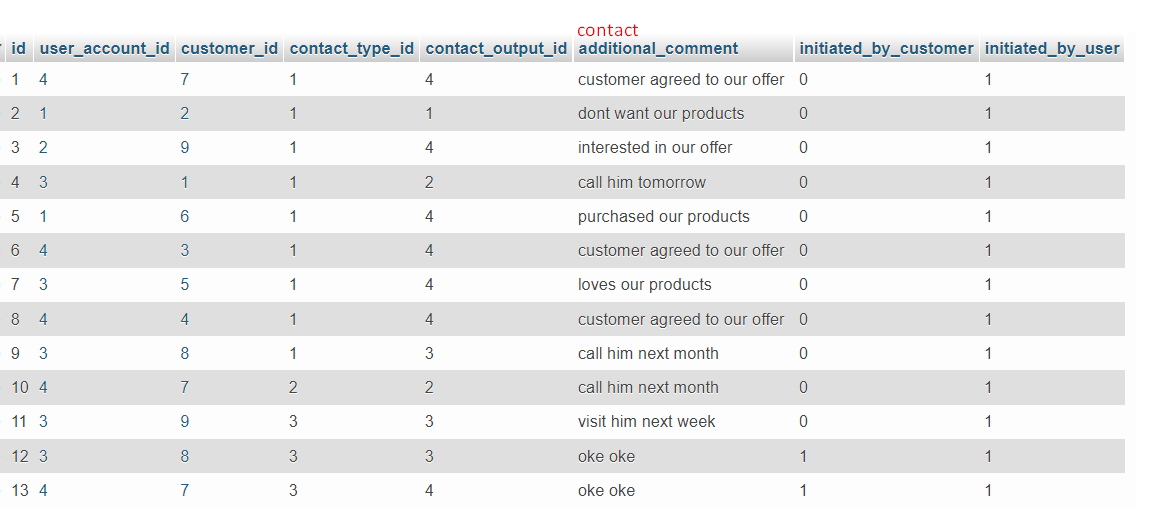 contact
id user_account_id customer_id contact_type_id contact_output_id additional_comment initiated_by_customer initiated_by_user
1 4 7 1 4 customer agreed to our offer 0 1
2 1 2 1 1 dont want our products 0 1
3 2 9 1 4 interested in our offer 0 1
4 3 1 1 2 call him tomorrow 0 1
5 1 6 1 4 purchased our products 0 1
6 4 3 1 4 customer agreed to our offer 0 1
7 3 5 1 4 loves our products 0 1
8 4 4 1 4 customer agreed to our offer 0 1
9 3 8 1 3 call him next month 0 1
10 4 7 2 2 call him next month 0 1
11 3 9 3 3 visit him next week 0 1
12 3 8 3 3 oke oke 1 1
13 4 7 3 4 oke oke 1 1